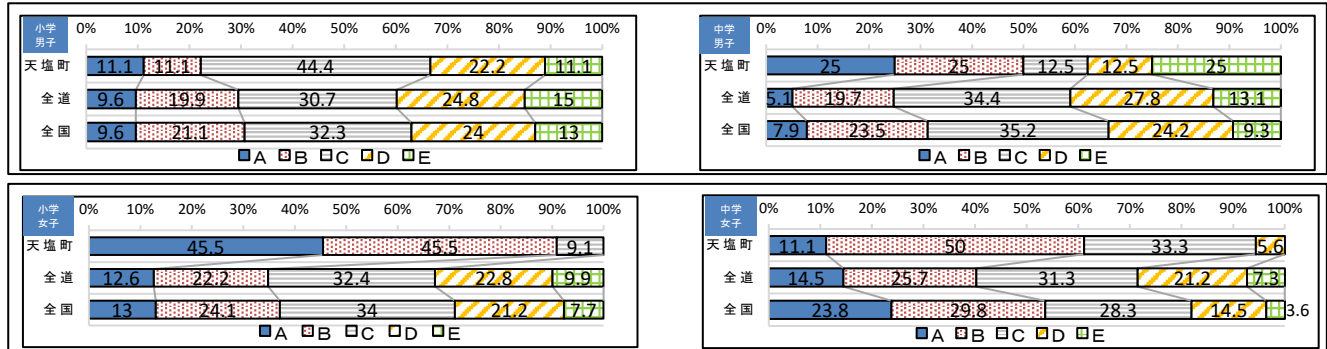 小学
男子
0% 10% 20% 30% 40% 50% 60% 70% 80% 90% 100%
天塩町 11.1 11.1 44.4 22.2 11.1
全道 9.6 19.9 30.7 24.8 15
全国 9.6 21.1 32.3 24 13
A B C D E
中学
男子
0% 10% 20% 30% 40% 50% 60% 70% 80% 90% 100%
天塩町 25 25 12.5 12.5 25
全道 5.1 19.7 34.4 27.8 13.1
全国 7.9 23.5 35.2 24.2 9.3
A B C D E
小学
女子
0% 10% 20% 30% 40% 50% 60% 70% 80% 90% 100%
天塩町 45.5 45.5 9.1
全道 12.6 22.2 32.4 22.8 9.9
全国 13 24.1 34 21.2 7.7
A B C D E
中学
女子
0% 10% 20% 30% 40% 50% 60% 70% 80% 90% 100%
天塩町 11.1 50 33.3 5.6
全道 14.5 25.7 31.3 21.2 7.3
全国 23.8 29.8 28.3 14.5 3.6
A B C D E